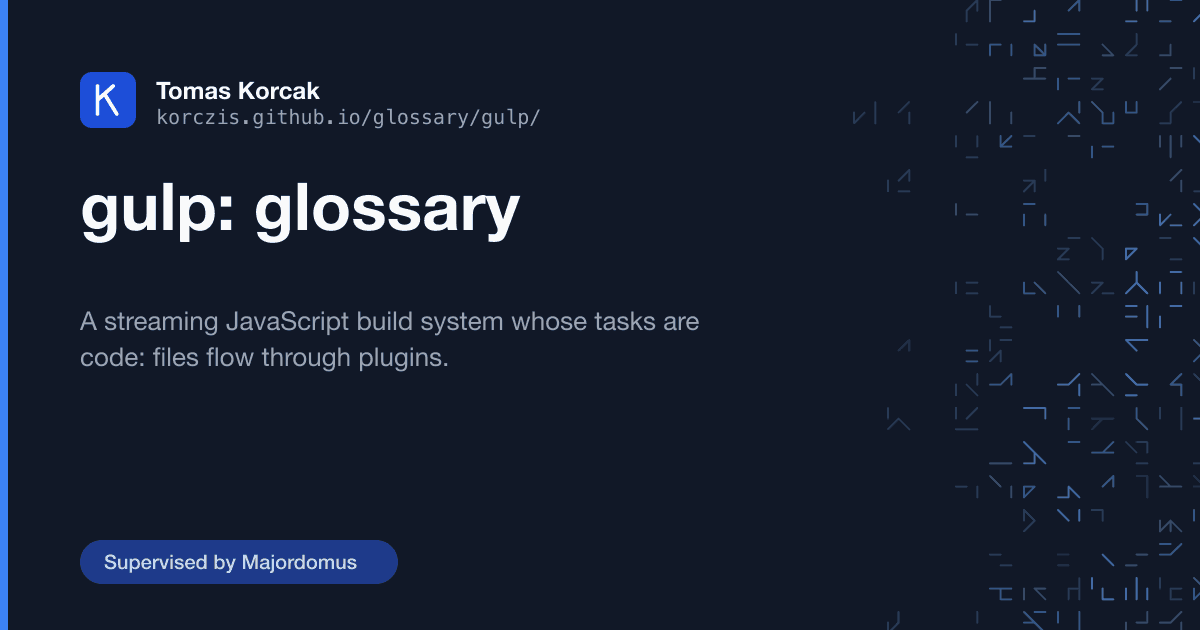 K
Tomas Korcak
korczis.github.io/glossary/gulp/
gulp: glossary
A streaming JavaScript build system whose tasks are
code: files flow through plugins.
Supervised by Majordomus